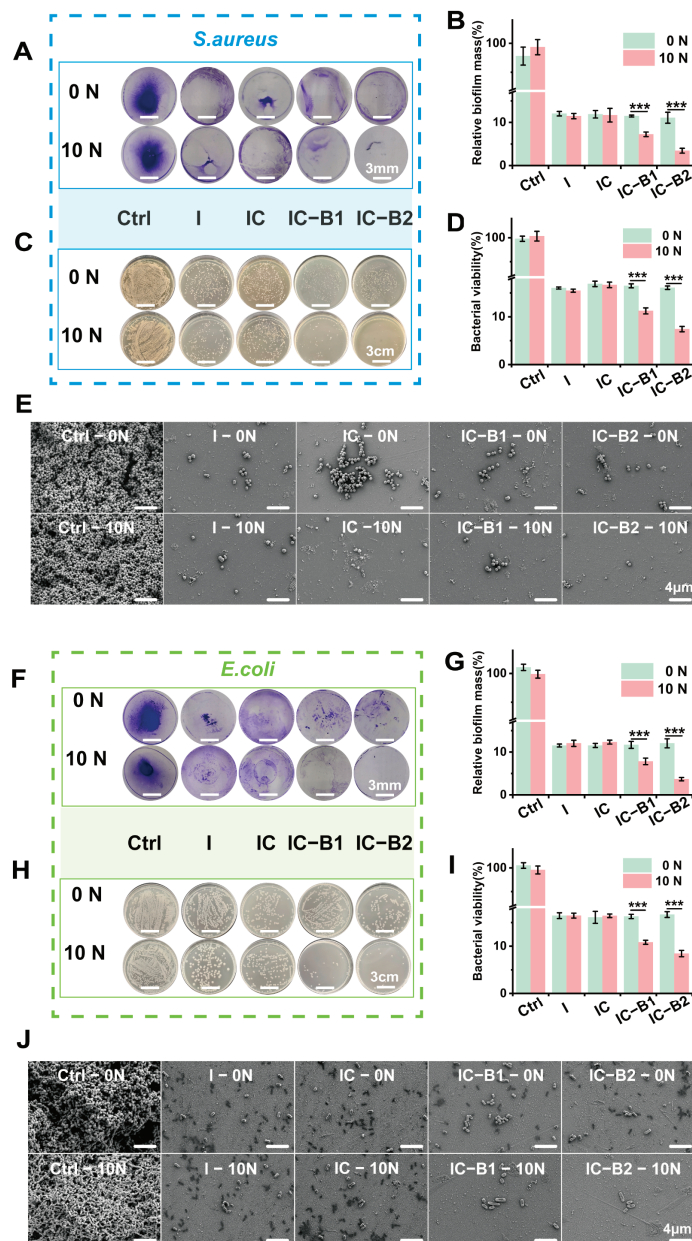 A
S.aureus
0 N
10 N
3mm
Ctrl I IC IC−B1 IC−B2
C
0 N
10 N
3cm
B
Relative biofilm mass(%)
100
20
10
0
0 N
10 N
***
***
Ctrl I IC IC−B1 IC−B2
D
Bacterial viability(%)
100
10
0
0 N
10 N
***
***
Ctrl I IC IC−B1 IC−B2
E
Ctrl − 0N I − 0N IC − 0N IC−B1 − 0N IC−B2 − 0N
Ctrl − 10N I − 10N IC −10N IC−B1 − 10N IC−B2 − 10N
4μm
F
E.coli
0 N
10 N
3mm
Ctrl I IC IC−B1 IC−B2
H
0 N
10 N
3cm
G
Relative biofilm mass(%)
100
10
0
0 N
10 N
***
***
Ctrl I IC IC−B1 IC−B2
I
Bacterial viability(%)
100
10
0
0 N
10 N
***
***
Ctrl I IC IC−B1 IC−B2
J
Ctrl − 0N I − 0N IC − 0N IC−B1 − 0N IC−B2 − 0N
Ctrl − 10N I − 10N IC − 10N IC−B1 − 10N IC−B2 − 10N
4μm